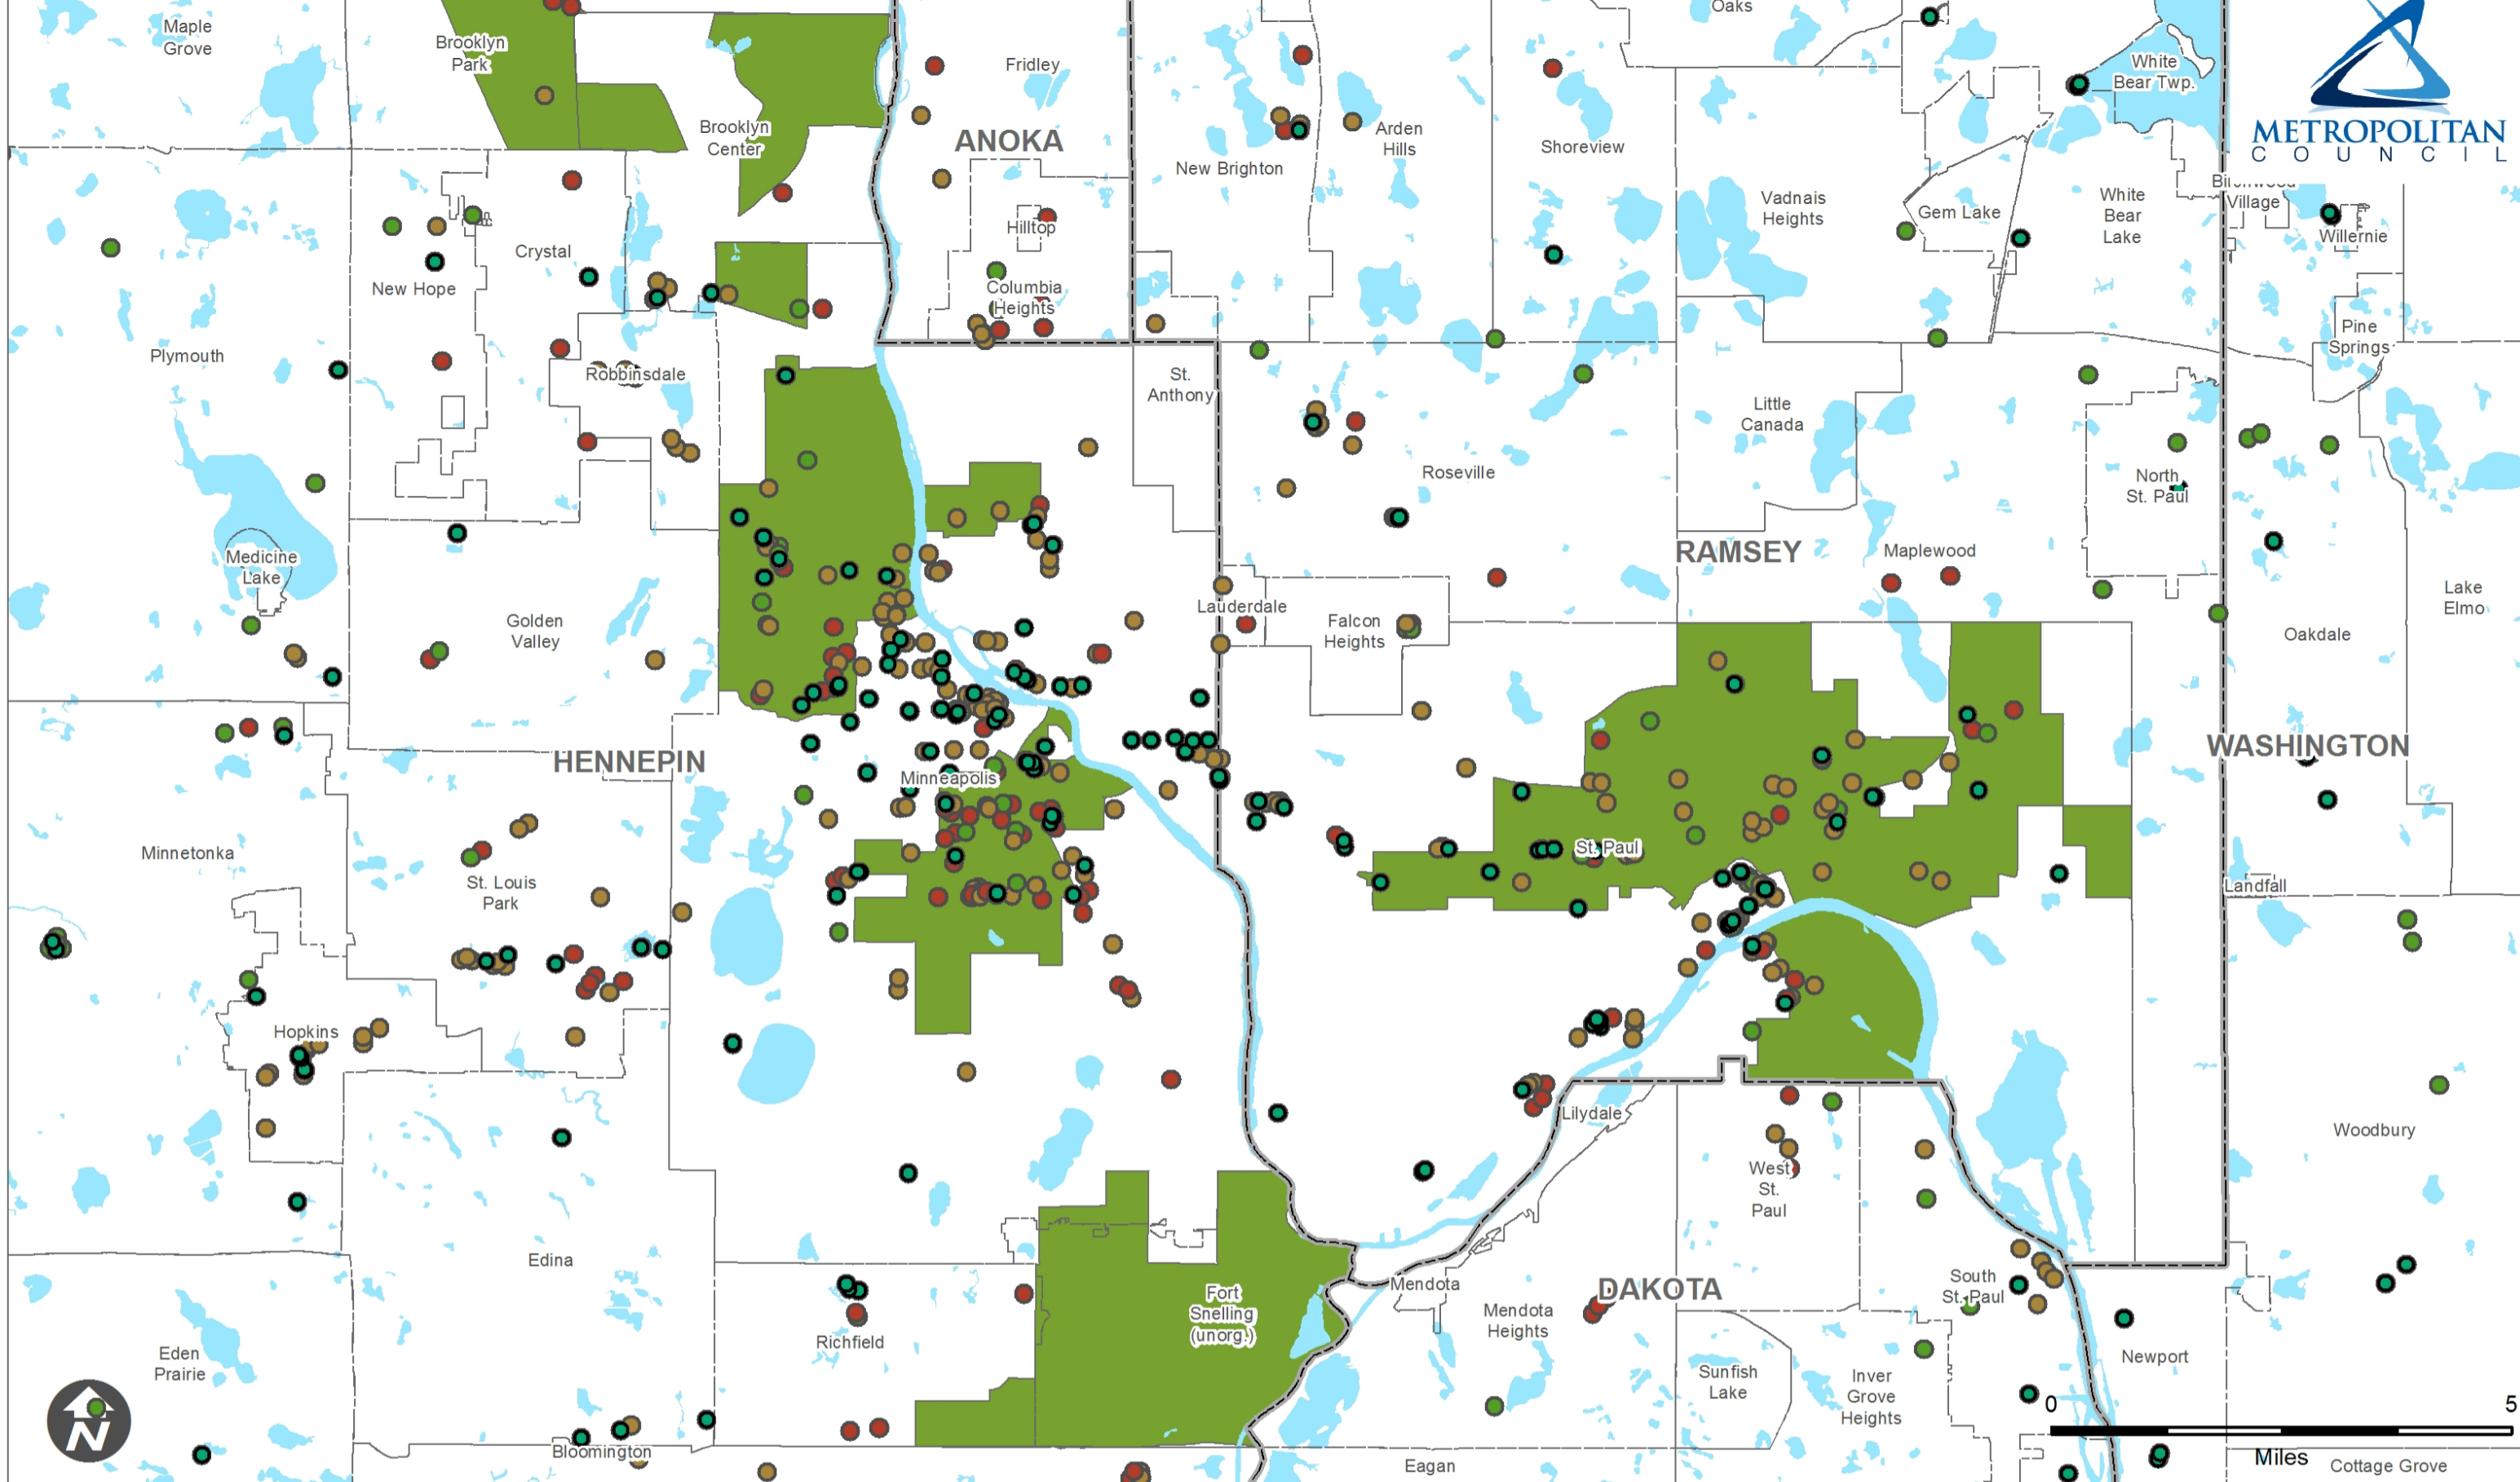 Maple
Grove
Brooklyn
Park
Brooklyn
Center
Fridley
ANOKA
New Brighton
Arden
Hills
Shoreview
Oaks
White
Bear Twp.
METROPOLITAN
COUNCIL
Vadnais
Heights
Gem Lake
White
Bear
Lake
Birchwood
Village
Willernie
Hilltop
Crystal
New Hope
Columbia
Heights
Plymouth
Robbinsdale
St.
Anthony
Pine
Springs
Little
Canada
Roseville
North
St. Paul
RAMSEY
Maplewood
Medicine
Lake
Golden
Valley
Lauderdale
Falcon
Heights
Lake
Elmo
Oakdale
HENNEPIN
Minneapolis
WASHINGTON
Minnetonka
St. Louis
Park
St. Paul
Landfall
Hopkins
Lilydale
Woodbury
West
St.
Paul
Edina
Fort
Snelling
(unorg.)
Mendota
Mendota
Heights
DAKOTA
South
St. Paul
Richfield
Eden
Prairie
Sunfish
Lake
Inver
Grove
Heights
Newport
N
Bloomington
Eagan
0 5
Miles
Cottage Grove